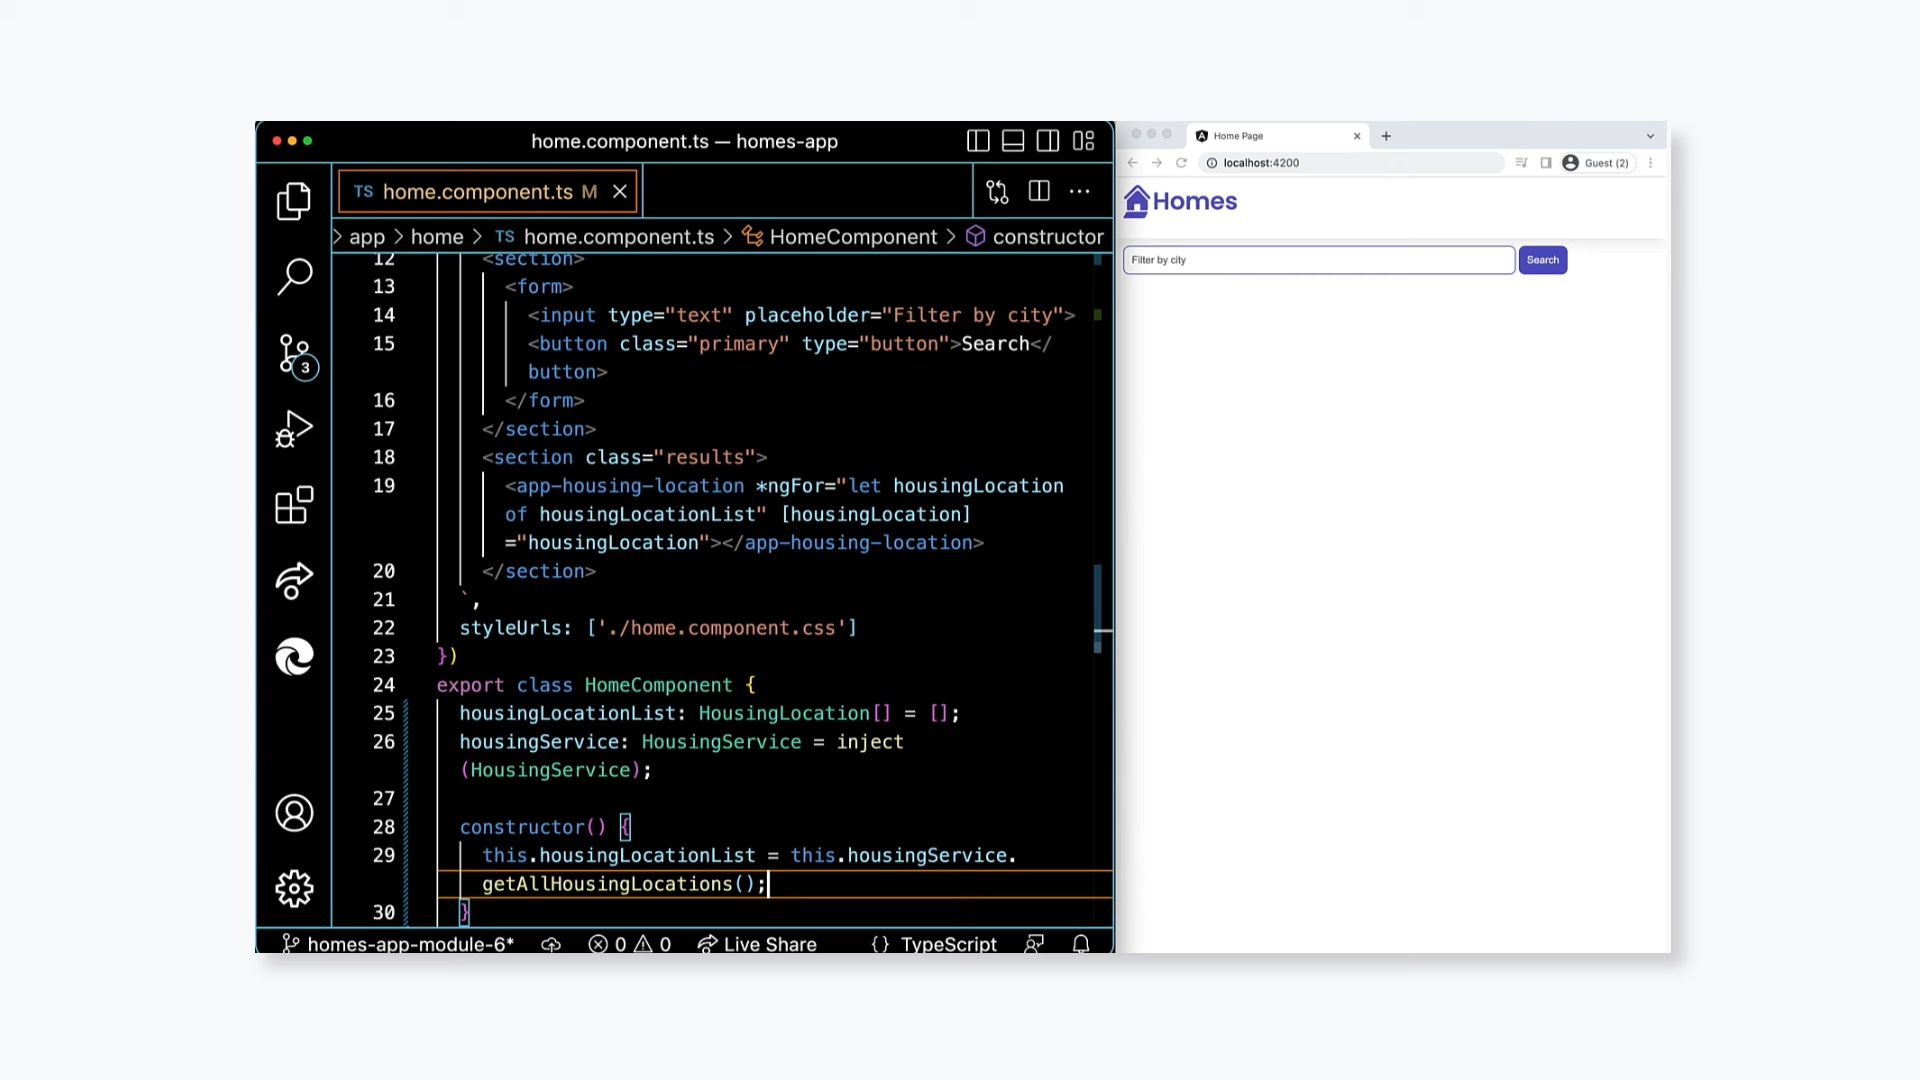 home.component.ts — homes-app
TS home.component.ts M
app > home > TS home.component.ts > HomeComponent > constructor
12 <section>
13 <form>
14 <input type="text" placeholder="Filter by city">
15 <button class="primary" type="button">Search</
button>
16 </form>
17 </section>
18 <section class="results">
19 <app-housing-location *ngFor="let housingLocation
of housingLocationList" [housingLocation]
="housingLocation"></app-housing-location>
20 </section>
21 `,
22 styleUrls: ['./home.component.css']
23 })
24 export class HomeComponent {
25 housingLocationList: HousingLocation[] = [];
26 housingService: HousingService = inject
(HousingService);
27
28 constructor() {
29 this.housingLocationList = this.housingService.
getAllHousingLocations();
30 }
3
homes-app-module-6* 0 0 Live Share {} TypeScript
Home Page
localhost:4200
Guest (2)
Homes
Filter by city
Search